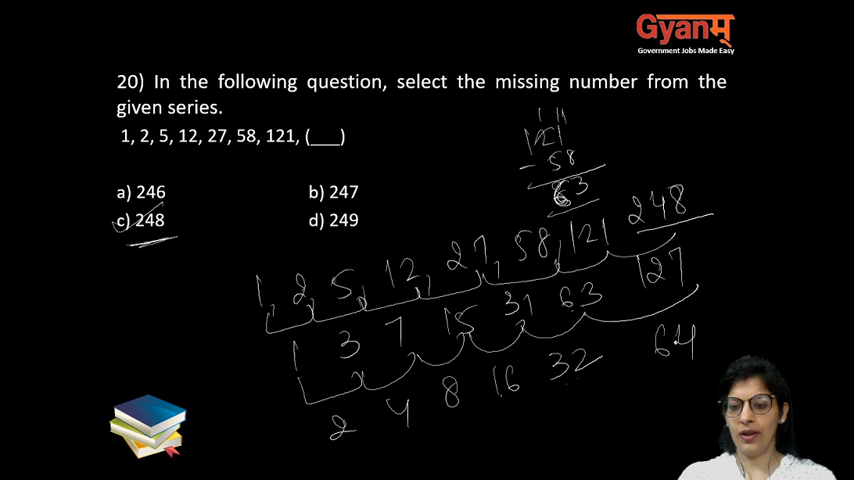 Gyanम्
Government Jobs Made Easy
20) In the following question, select the missing number from the
given series.
1, 2, 5, 12, 27, 58, 121, (___)
a) 246
b) 247
c) 248
d) 249
121
- 58
63
1, 2, 5, 12, 27, 58, 121 248
1 3 7 15 31 63 127
2 4 8 16 32 64